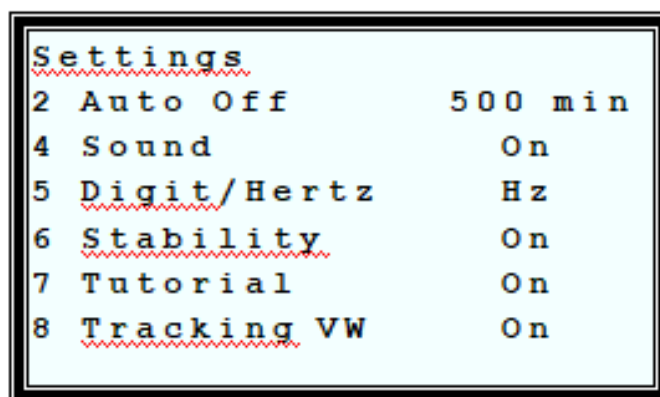 Settings
2 Auto Off 500 min
4 Sound On
5 Digit/Hertz Hz
6 Stability On
7 Tutorial On
8 Tracking VW On